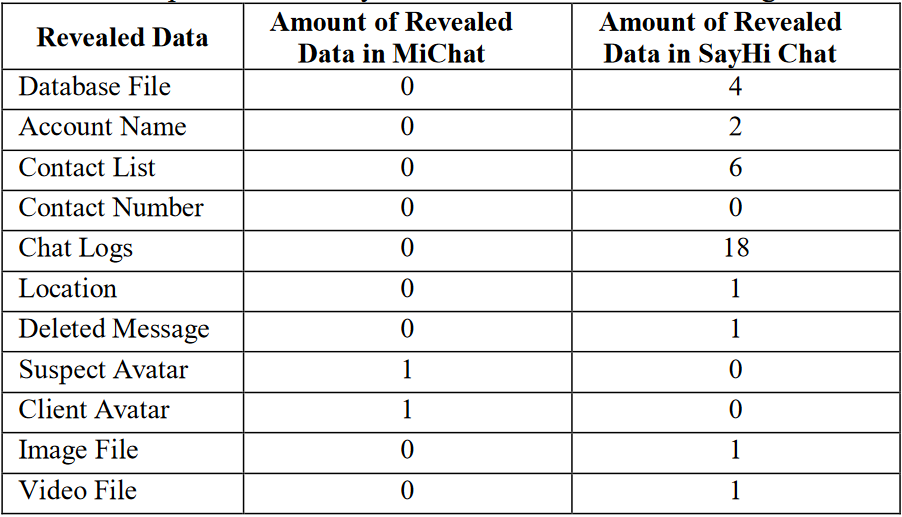 Revealed Data Amount of Revealed Data in MiChat Amount of Revealed Data in SayHi Chat
Database File 0 4
Account Name 0 2
Contact List 0 6
Contact Number 0 0
Chat Logs 0 18
Location 0 1
Deleted Message 0 1
Suspect Avatar 1 0
Client Avatar 1 0
Image File 0 1
Video File 0 1